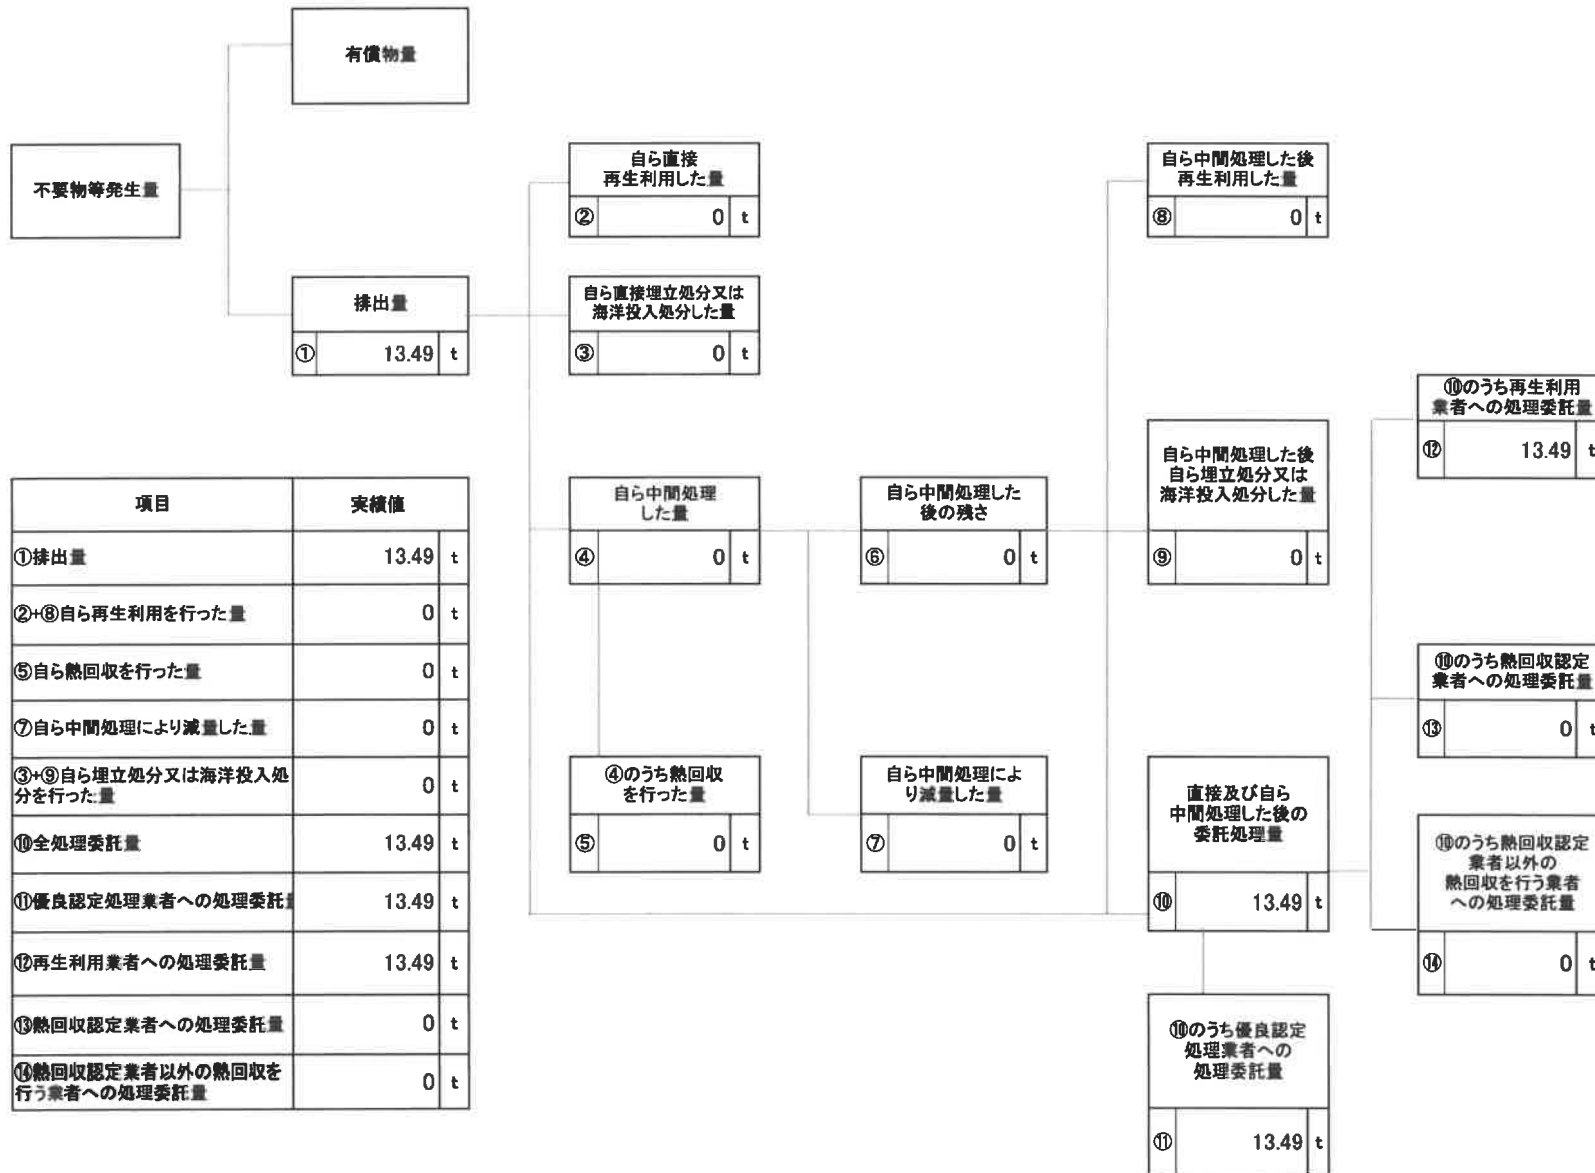 有償物量
不要物等発生量
排出量
① 13.49 t
自ら直接
再生利用した量
② 0 t
自ら直接埋立処分又は
海洋投入処分した量
③ 0 t
自ら中間処理
した量
④ 0 t
④のうち熱回収
を行った量
⑤ 0 t
自ら中間処理した
後の残さ
⑥ 0 t
自ら中間処理によ
り減量した量
⑦ 0 t
自ら中間処理した後
再生利用した量
⑧ 0 t
自ら中間処理した後
自ら埋立処分又は
海洋投入処分した量
⑨ 0 t
直接及び自ら
中間処理した後の
委託処理量
⑩ 13.49 t
⑩のうち優良認定
処理業者への
処理委託量
⑪ 13.49 t
⑩のうち再生利用
業者への処理委託量
⑫ 13.49 t
⑩のうち熱回収認定
業者への処理委託量
⑬ 0 t
⑩のうち熱回収認定
業者以外の
熱回収を行う業者
への処理委託量
⑭ 0 t
項目 実績値
①排出量 13.49 t
②+⑧自ら再生利用を行った量 0 t
⑤自ら熱回収を行った量 0 t
⑦自ら中間処理により減量した量 0 t
③+⑨自ら埋立処分又は海洋投入処
分を行った量 0 t
⑩全処理委託量 13.49 t
⑪優良認定処理業者への処理委託量 13.49 t
⑫再生利用業者への処理委託量 13.49 t
⑬熱回収認定業者への処理委託量 0 t
⑭熱回収認定業者以外の熱回収を
行う業者への処理委託量 0 t